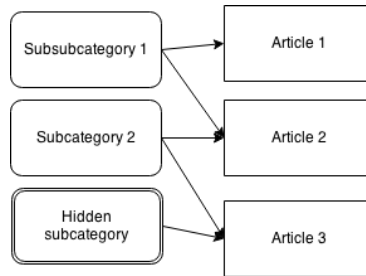 Subsubcategory 1
Article 1
Subcategory 2
Article 2
Hidden
subcategory
Article 3